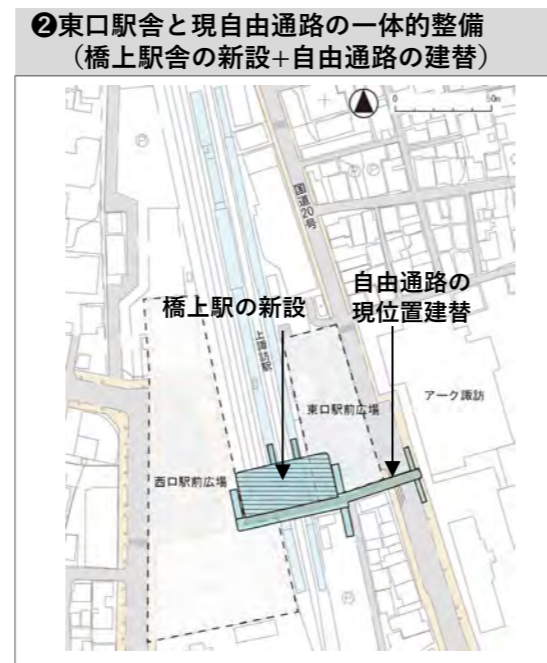 ❷東口駅舎と現自由通路の一体的整備
（橋上駅舎の新設+自由通路の建替）
0
50m
P
P
P
国道20号
自由通路の
現位置建替
橋上駅の新設
上諏訪駅
アーク諏訪
東口駅前広場
西口駅前広場
P
P